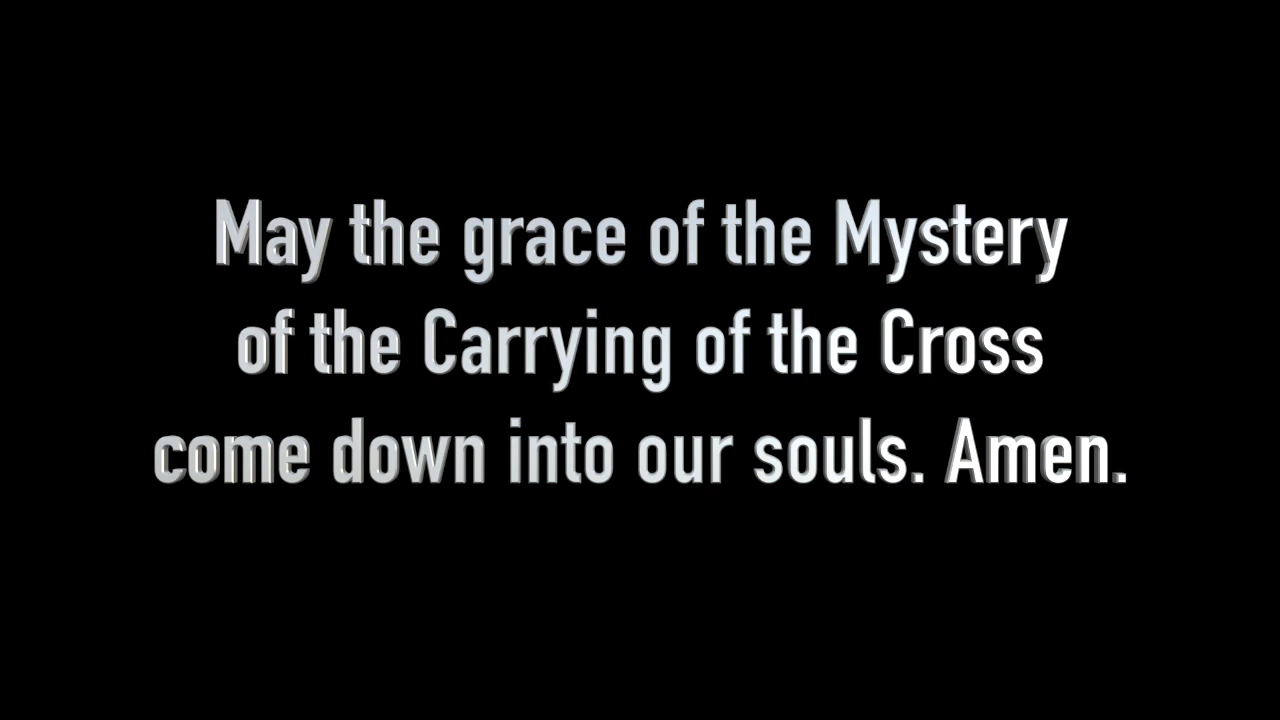 May the grace of the Mystery
of the Carrying of the Cross
come down into our souls. Amen.